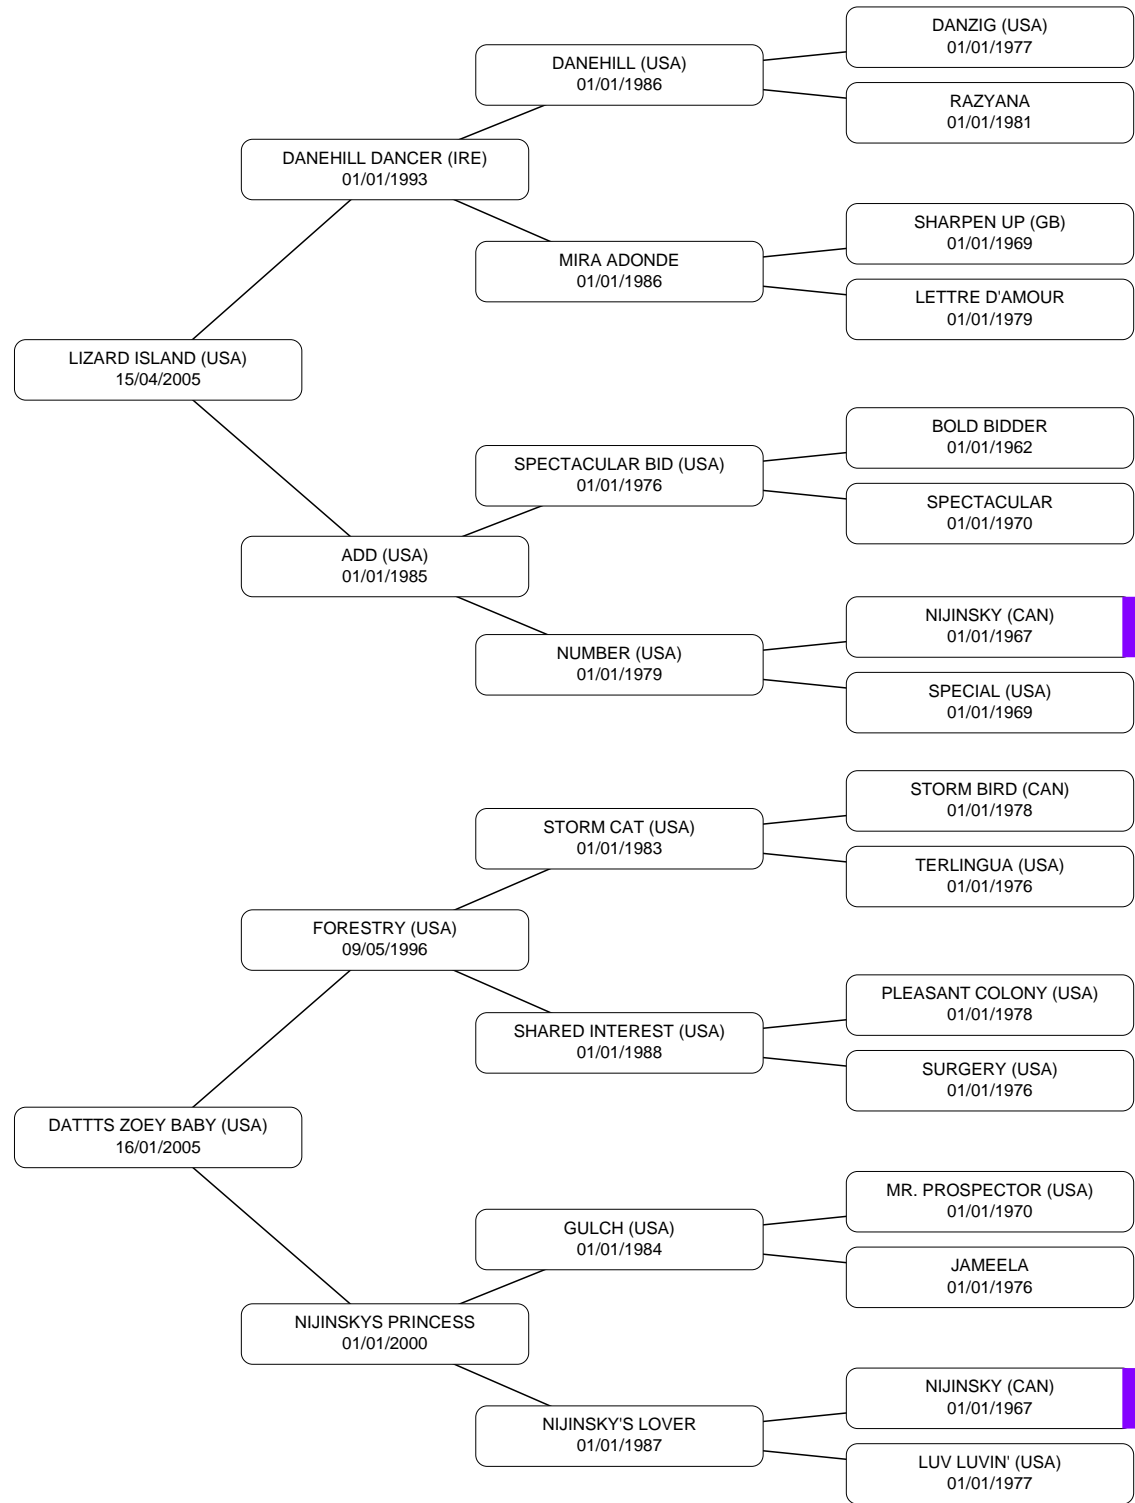 DANZIG (USA)
01/01/1977
DANEHILL (USA)
01/01/1986
RAZYANA
01/01/1981
DANEHILL DANCER (IRE)
01/01/1993
SHARPEN UP (GB)
01/01/1969
MIRA ADONDE
01/01/1986
LETTRE D'AMOUR
01/01/1979
LIZARD ISLAND (USA)
15/04/2005
BOLD BIDDER
01/01/1962
SPECTACULAR BID (USA)
01/01/1976
SPECTACULAR
01/01/1970
ADD (USA)
01/01/1985
NIJINSKY (CAN)
01/01/1967
NUMBER (USA)
01/01/1979
SPECIAL (USA)
01/01/1969
STORM BIRD (CAN)
01/01/1978
STORM CAT (USA)
01/01/1983
TERLINGUA (USA)
01/01/1976
FORESTRY (USA)
09/05/1996
PLEASANT COLONY (USA)
01/01/1978
SHARED INTEREST (USA)
01/01/1988
SURGERY (USA)
01/01/1976
DATTTS ZOEY BABY (USA)
16/01/2005
MR. PROSPECTOR (USA)
01/01/1970
GULCH (USA)
01/01/1984
JAMEELA
01/01/1976
NIJINSKYS PRINCESS
01/01/2000
NIJINSKY (CAN)
01/01/1967
NIJINSKY'S LOVER
01/01/1987
LUV LUVIN' (USA)
01/01/1977